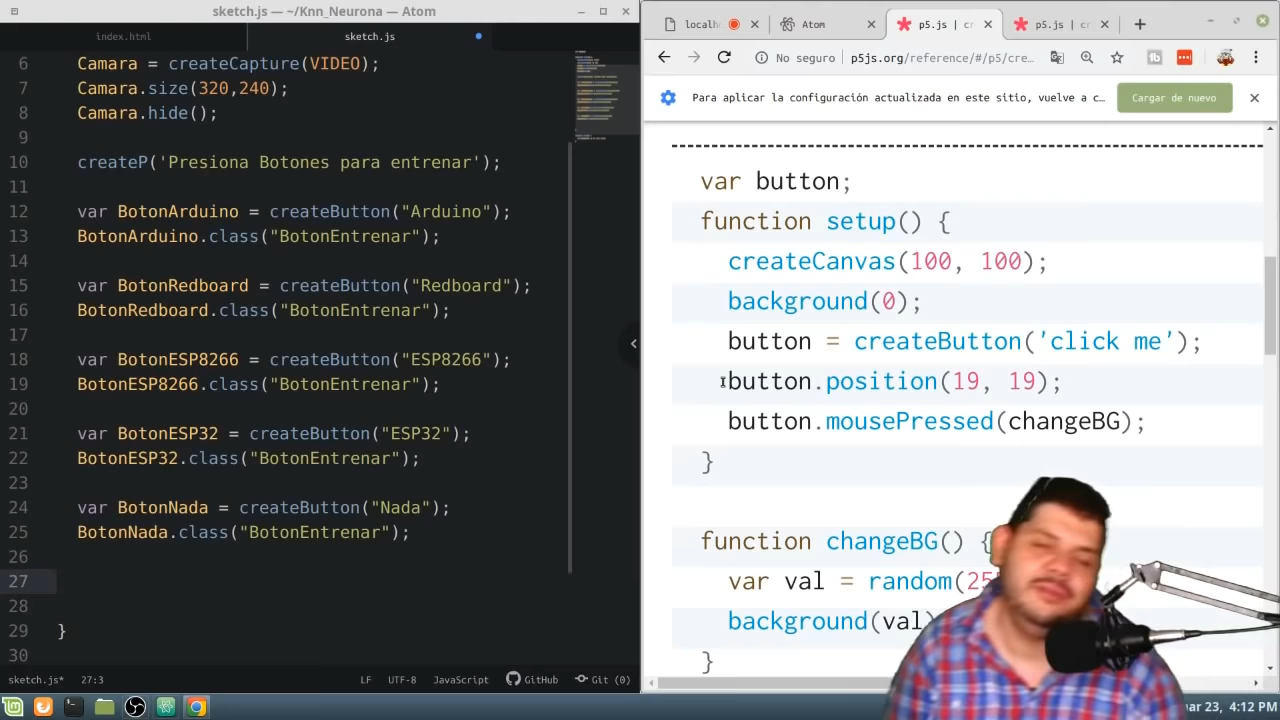 sketch.js — ~/Knn_Neurona — Atom
index.html
sketch.js
6 Camara = createCapture(VIDEO);
7 Camara.size(320,240);
8 Camara.hide();
9
10 createP('Presiona Botones para entrenar');
11
12 var BotonArduino = createButton("Arduino");
13 BotonArduino.class("BotonEntrenar");
14
15 var BotonRedboard = createButton("Redboard");
16 BotonRedboard.class("BotonEntrenar");
17
18 var BotonESP8266 = createButton("ESP8266");
19 BotonESP8266.class("BotonEntrenar");
20
21 var BotonESP32 = createButton("ESP32");
22 BotonESP32.class("BotonEntrenar");
23
24 var BotonNada = createButton("Nada");
25 BotonNada.class("BotonEntrenar");
26
27
28
29 }
30
sketch.js* 27:3 LF UTF-8 JavaScript GitHub Git (0)
localh Atom p5.js | c p5.js | c
No seguro p5js.org/reference/#/p5/
Para aplica la configuración actualizada a este sitio, vuelve a c...
Cargar de nuevo
var button;
function setup() {
createCanvas(100, 100);
background(0);
button = createButton('click me');
button.position(19, 19);
button.mousePressed(changeBG);
}
function changeBG() {
var val = random(25
background(val)
}
mar 23, 4:12 PM